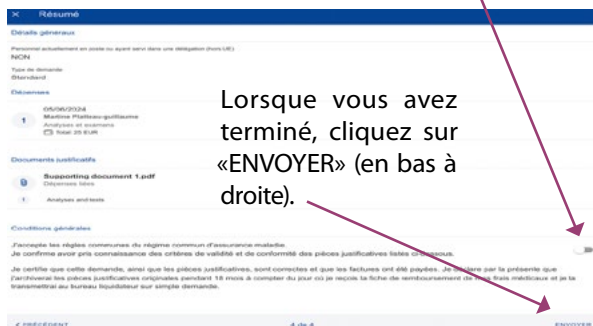 × Résumé
Détails généraux
Personnel actuellement en poste ou ayant servi dans une délégation (hors UE)
NON
Type de demande
Standard
Dépenses
05/06/2024
1 Martine Platteau-guillaume
Analyses et examens
Total: 25 EUR
Lorsque vous avez
terminé, cliquez sur
«ENVOYER» (en bas à
droite).
Documents justificatifs
Supporting document 1.pdf
Dépenses liées
1 Analyses and tests
Conditions générales
J'accepte les règles communes du régime commun d'assurance maladie.
Je confirme avoir pris connaissance des critères de validité et de conformité des pièces justificatives listés ci-dessous.
Je certifie que cette demande, ainsi que les pièces justificatives, sont correctes et que les factures ont été payées. Je déclare par la présente que
j'archiverai les pièces justificatives originales pendant 18 mois à compter du jour où je reçois la fiche de remboursement de mes frais médicaux et je la
transmettrai au bureau liquidateur sur simple demande.
< PRÉCÉDENT 4 de 4 ENVOYER